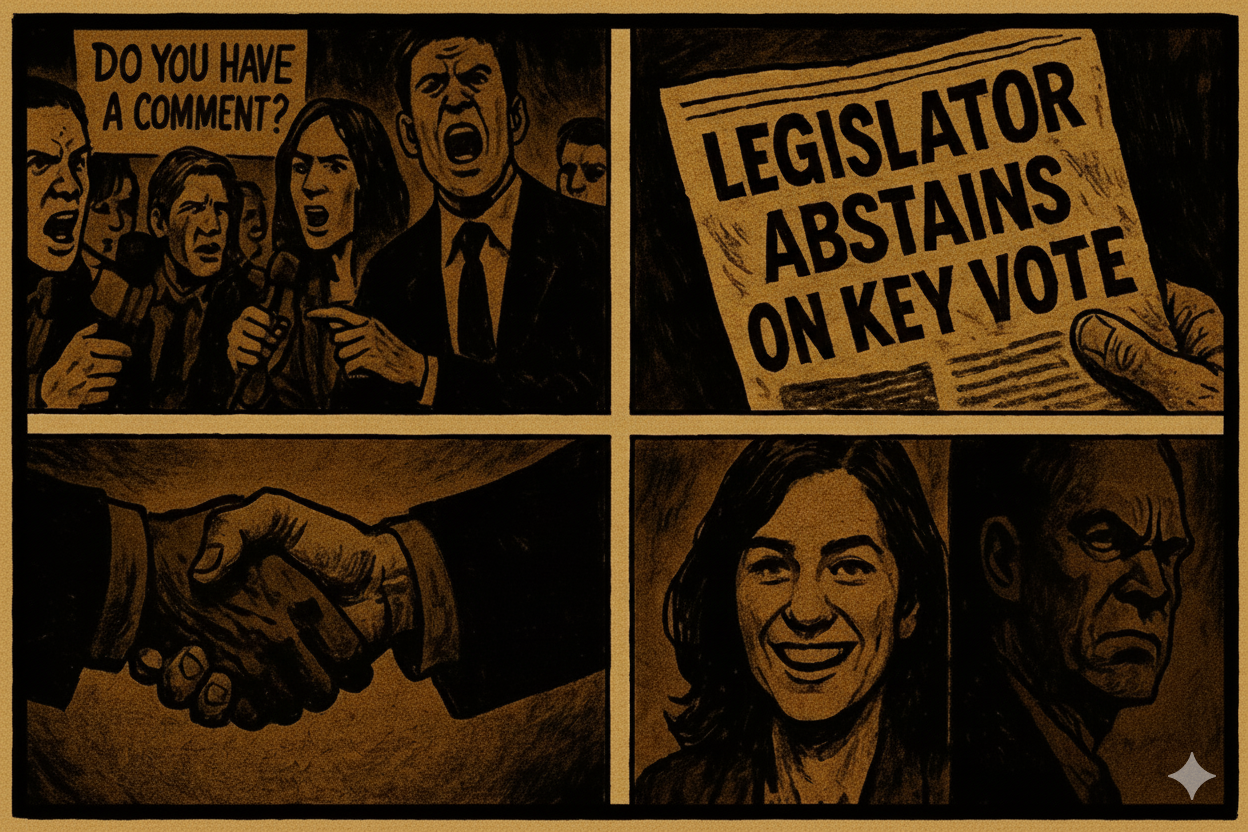 DO YOU HAVE
A COMMENT?
LEGISLATOR
ABSTAINS
ON KEY VOTE